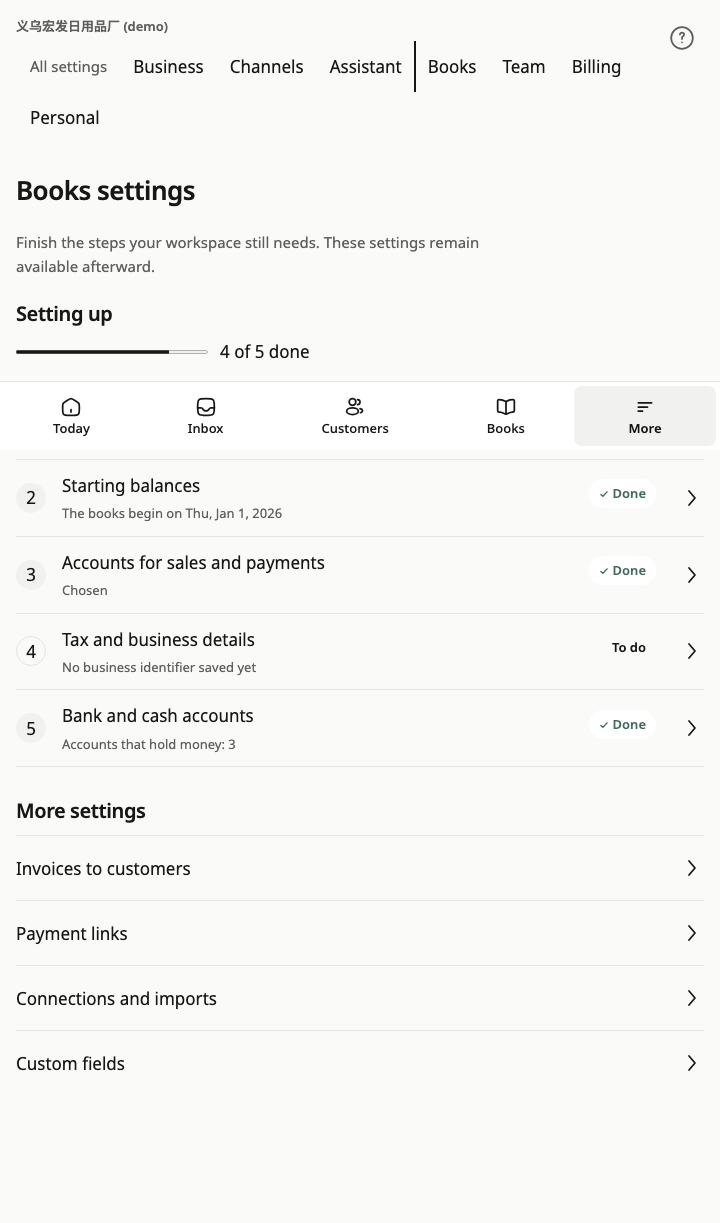 义乌宏发日用品厂 (demo)
All settings
Business
Channels
Assistant
Books
Team
Billing
Personal
Books settings
Finish the steps your workspace still needs. These settings remain
available afterward.
Setting up
4 of 5 done
Today
Inbox
Customers
Books
More
2
Starting balances
Done
The books begin on Thu, Jan 1, 2026
3
Accounts for sales and payments
Done
Chosen
4
Tax and business details
To do
No business identifier saved yet
5
Bank and cash accounts
Done
Accounts that hold money: 3
More settings
Invoices to customers
Payment links
Connections and imports
Custom fields